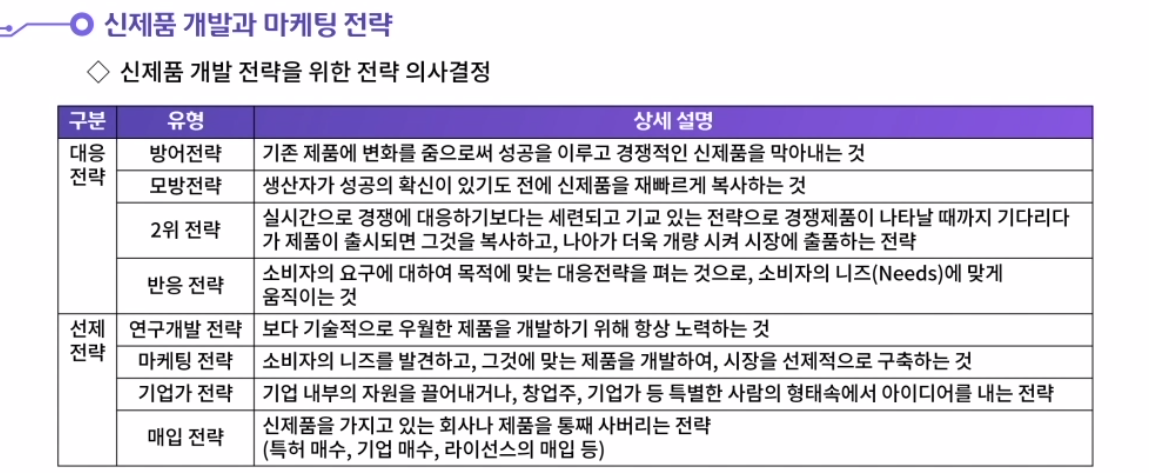 신제품 개발과 마케팅 전략
◇ 신제품 개발 전략을 위한 전략 의사결정
구분 유형 상세 설명
대응 전략 방어전략 기존 제품에 변화를 줌으로써 성공을 이루고 경쟁적인 신제품을 막아내는 것
모방전략 생산자가 성공의 확신이 있기도 전에 신제품을 재빠르게 복사하는 것
2위 전략 실시간으로 경쟁에 대응하기보다는 세련되고 기교 있는 전략으로 경쟁제품이 나타날 때까지 기다리다
가 제품이 출시되면 그것을 복사하고, 나아가 더욱 개량 시켜 시장에 출품하는 전략
반응 전략 소비자의 요구에 대하여 목적에 맞는 대응전략을 펴는 것으로, 소비자의 니즈(Needs)에 맞게
움직이는 것
선제 전략 연구개발 전략 보다 기술적으로 우월한 제품을 개발하기 위해 항상 노력하는 것
마케팅 전략 소비자의 니즈를 발견하고, 그것에 맞는 제품을 개발하여, 시장을 선제적으로 구축하는 것
기업가 전략 기업 내부의 자원을 끌어내거나, 창업주, 기업가 등 특별한 사람의 형태속에서 아이디어를 내는 전략
매입 전략 신제품을 가지고 있는 회사나 제품을 통째 사버리는 전략
(특허 매수, 기업 매수, 라이선스의 매입 등)